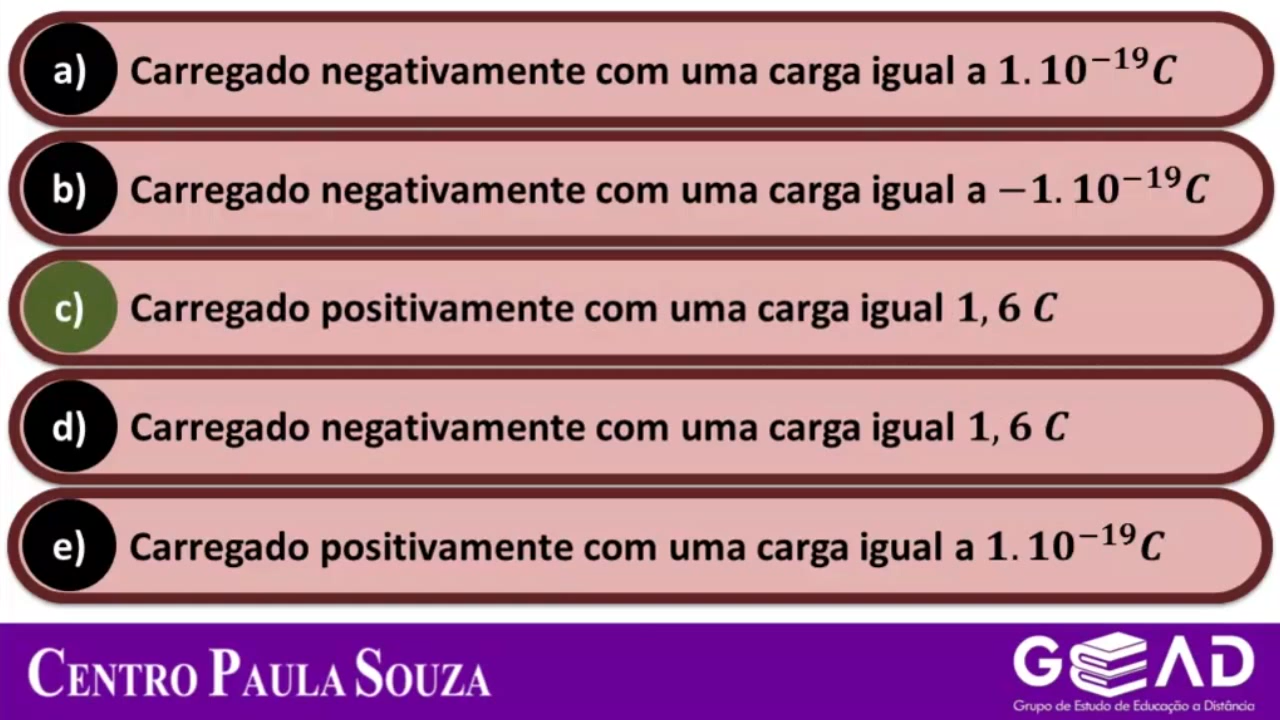 a) Carregado negativamente com uma carga igual a 1.10⁻¹⁹C
b) Carregado negativamente com uma carga igual a −1.10⁻¹⁹C
c) Carregado positivamente com uma carga igual 1,6 C
d) Carregado negativamente com uma carga igual 1,6 C
e) Carregado positivamente com uma carga igual a 1.10⁻¹⁹C
CENTRO PAULA SOUZA
GEAD
Grupo de Estudo de Educação a Distância